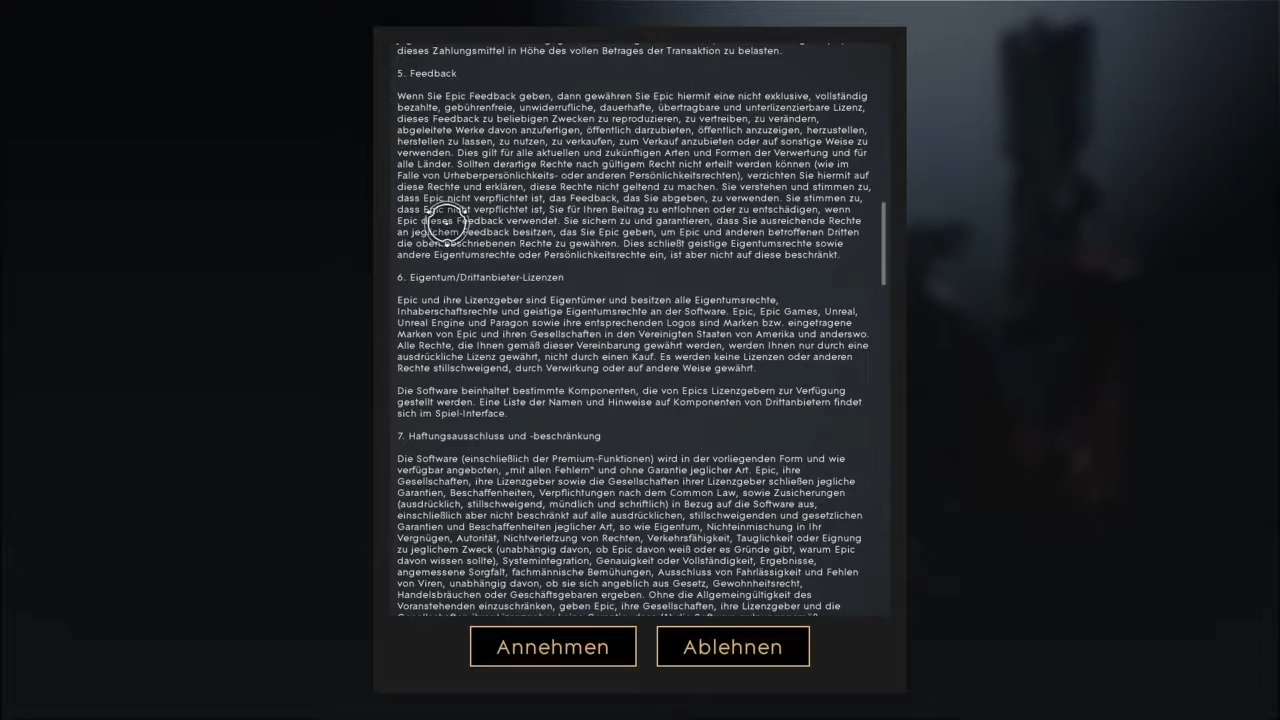 dieses Zahlungsmittel in Höhe des vollen Betrages der Transaktion zu belasten.
5. Feedback
Wenn Sie Epic Feedback geben, dann gewähren Sie Epic hiermit eine nicht exklusive, vollständig
bezahlte, gebührenfreie, unwiderrufliche, dauerhafte, übertragbare und unterlizenzierbare Lizenz,
dieses Feedback zu beliebigen Zwecken zu reproduzieren, zu vertreiben, zu verändern,
abgeleitete Werke davon anzufertigen, öffentlich darzubieten, öffentlich anzuzeigen, herzustellen,
herstellen zu lassen, zu nutzen, zu verkaufen, zum Verkauf anzubieten oder auf sonstige Weise zu
verwenden. Dies gilt für alle aktuellen und zukünftigen Arten und Formen der Verwertung und für
alle Länder. Sollten derartige Rechte nach gültigem Recht nicht erteilt werden können (wie im
Falle von Urheberpersönlichkeits- oder anderen Persönlichkeitsrechten), verzichten Sie hiermit auf
diese Rechte und erklären, diese Rechte nicht geltend zu machen. Sie verstehen und stimmen zu,
dass Epic nicht verpflichtet ist, das Feedback, das Sie abgeben, zu verwenden. Sie stimmen zu,
dass Epic nicht verpflichtet ist, Sie für Ihren Beitrag zu entlohnen oder zu entschädigen, wenn
Epic dieses Feedback verwendet. Sie sichern zu und garantieren, dass Sie ausreichende Rechte
an jeglichem Feedback besitzen, das Sie Epic geben, um Epic und anderen betroffenen Dritten
die oben beschriebenen Rechte zu gewähren. Dies schließt geistige Eigentumsrechte sowie
andere Eigentumsrechte oder Persönlichkeitsrechte ein, ist aber nicht auf diese beschränkt.
6. Eigentum/Drittanbieter-Lizenzen
Epic und ihre Lizenzgeber sind Eigentümer und besitzen alle Eigentumsrechte,
Inhaberschaftsrechte und geistige Eigentumsrechte an der Software. Epic, Epic Games, Unreal,
Unreal Engine und Paragon sowie ihre entsprechenden Logos sind Marken bzw. eingetragene
Marken von Epic und ihren Gesellschaften in den Vereinigten Staaten von Amerika und anderswo.
Alle Rechte, die Ihnen gemäß dieser Vereinbarung gewährt werden, werden Ihnen nur durch eine
ausdrückliche Lizenz gewährt, nicht durch einen Kauf. Es werden keine Lizenzen oder anderen
Rechte stillschweigend, durch Verwirkung oder auf andere Weise gewährt.
Die Software beinhaltet bestimmte Komponenten, die von Epics Lizenzgebern zur Verfügung
gestellt werden. Eine Liste der Namen und Hinweise auf Komponenten von Drittanbietern findet
sich im Spiel-Interface.
7. Haftungsausschluss und -beschränkung
Die Software (einschließlich der Premium-Funktionen) wird in der vorliegenden Form und wie
verfügbar angeboten, „mit allen Fehlern“ und ohne Garantie jeglicher Art. Epic, ihre
Gesellschaften, ihre Lizenzgeber sowie die Gesellschaften ihrer Lizenzgeber schließen jegliche
Garantien, Beschaffenheiten, Verpflichtungen nach dem Common Law, sowie Zusicherungen
(ausdrücklich, stillschweigend, mündlich und schriftlich) in Bezug auf die Software aus,
einschließlich aber nicht beschränkt auf alle ausdrücklichen, stillschweigenden und gesetzlichen
Garantien und Beschaffenheiten jeglicher Art, so wie Eigentum, Nichteinmischung in Ihr
Vergnügen, Autorität, Nichtverletzung von Rechten, Verkehrsfähigkeit, Tauglichkeit oder Eignung
zu jeglichem Zweck (unabhängig davon, ob Epic davon weiß oder es Gründe gibt, warum Epic
davon wissen sollte), Systemintegration, Genauigkeit oder Vollständigkeit, Ergebnisse,
angemessene Sorgfalt, fachmännische Bemühungen, Ausschluss von Fahrlässigkeit und Fehlen
von Viren, unabhängig davon, ob sie sich angeblich aus Gesetz, Gewohnheitsrecht,
Handelsbräuchen oder Geschäftsgebaren ergeben. Ohne die Allgemeingültigkeit des
Voranstehenden einzuschränken, geben Epic, ihre Gesellschaften, ihre Lizenzgeber und die
Annehmen
Ablehnen